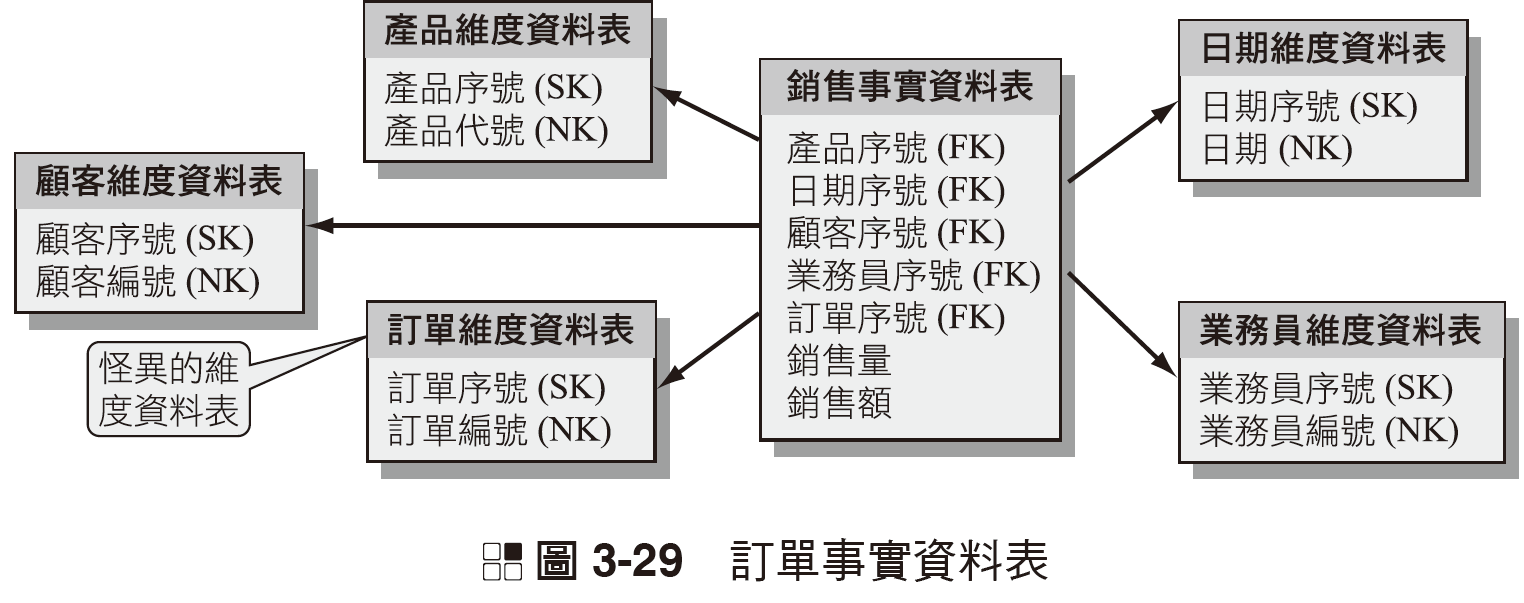 產品維度資料表
產品序號 (SK)
產品代號 (NK)
顧客維度資料表
顧客序號 (SK)
顧客編號 (NK)
訂單維度資料表
訂單序號 (SK)
訂單編號 (NK)
怪異的維
度資料表
銷售事實資料表
產品序號 (FK)
日期序號 (FK)
顧客序號 (FK)
業務員序號 (FK)
訂單序號 (FK)
銷售量
銷售額
日期維度資料表
日期序號 (SK)
日期 (NK)
業務員維度資料表
業務員序號 (SK)
業務員編號 (NK)
圖 3-29 訂單事實資料表